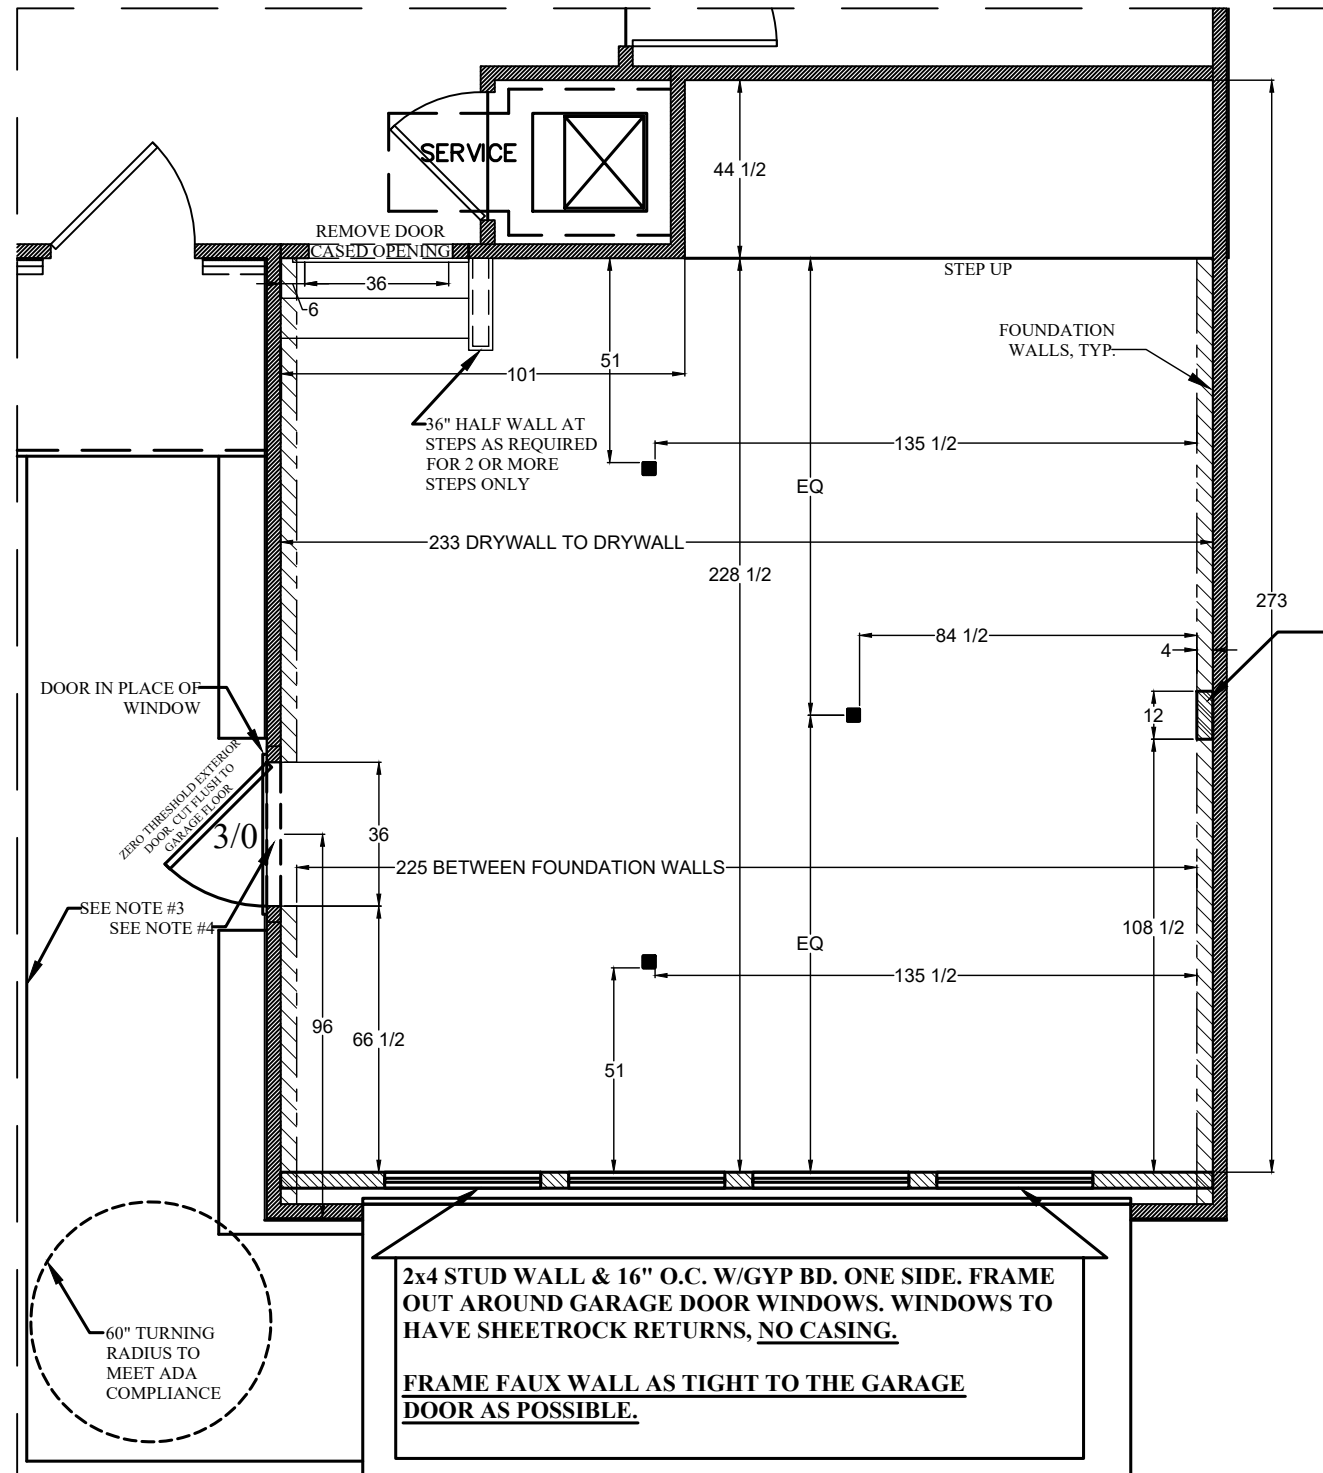 44 1/2
SERVICE
REMOVE DOOR
CASED OPENING
36
6
STEP UP
FOUNDATION
WALLS, TYP.
51
101
36" HALF WALL AT
STEPS AS REQUIRED
FOR 2 OR MORE
STEPS ONLY
135 1/2
EQ
233 DRYWALL TO DRYWALL
228 1/2
273
84 1/2
4
12
DOOR IN PLACE OF
WINDOW
ZERO THRESHOLD EXTERIOR
DOOR. CUT FLUSH TO
GARAGE FLOOR
3/0
36
225 BETWEEN FOUNDATION WALLS
SEE NOTE #3
SEE NOTE #4
108 1/2
EQ
135 1/2
96
66 1/2
51
2x4 STUD WALL & 16" O.C. W/GYP BD. ONE SIDE. FRAME
OUT AROUND GARAGE DOOR WINDOWS. WINDOWS TO
HAVE SHEETROCK RETURNS, NO CASING.
FRAME FAUX WALL AS TIGHT TO THE GARAGE
DOOR AS POSSIBLE.
60" TURNING
RADIUS TO
MEET ADA
COMPLIANCE